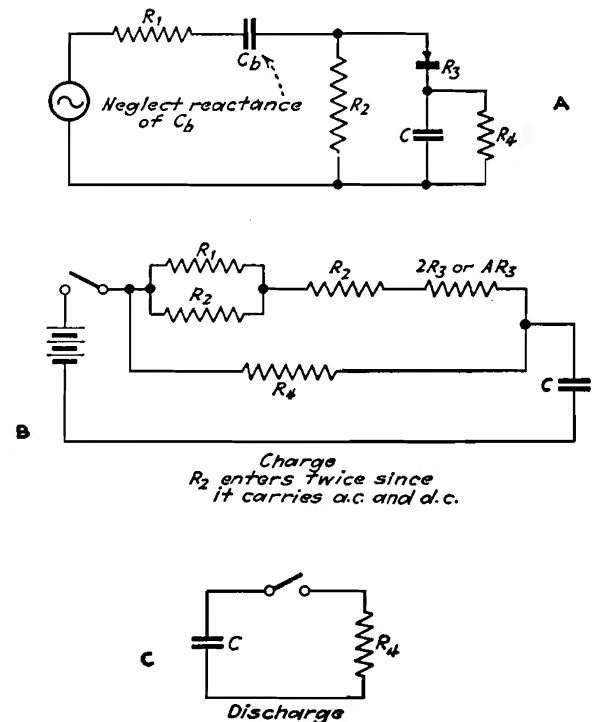 R1
Cb
Neglect reactance
of Cb
R2
R3
C
R4
A
R1
R2
R2
2R3 or AR3
R4
C
B
Charge
R2 enters twice since
it carries a.c. and d.c.
C
C
R4
Discharge